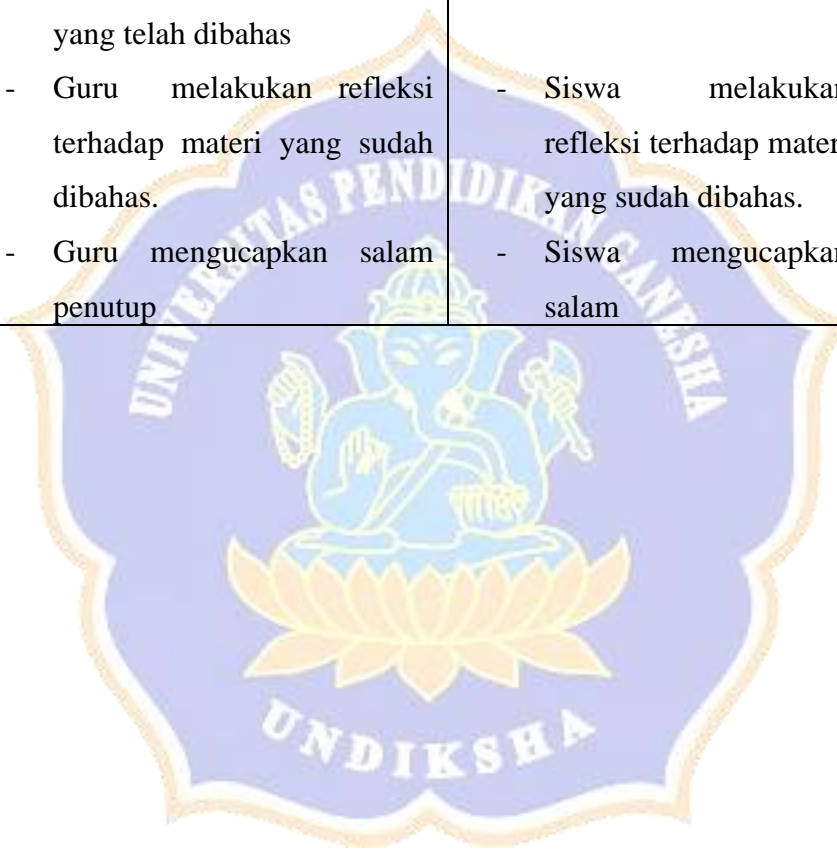 yang telah dibahas
- Guru melakukan refleksi
terhadap materi yang sudah
dibahas.
- Guru mengucapkan salam
penutup
- Siswa melakukan
refleksi terhadap materi
yang sudah dibahas.
- Siswa mengucapkan
salam
UNIVERSITAS PENDIDIKAN GANESHA
UNDIKSHA